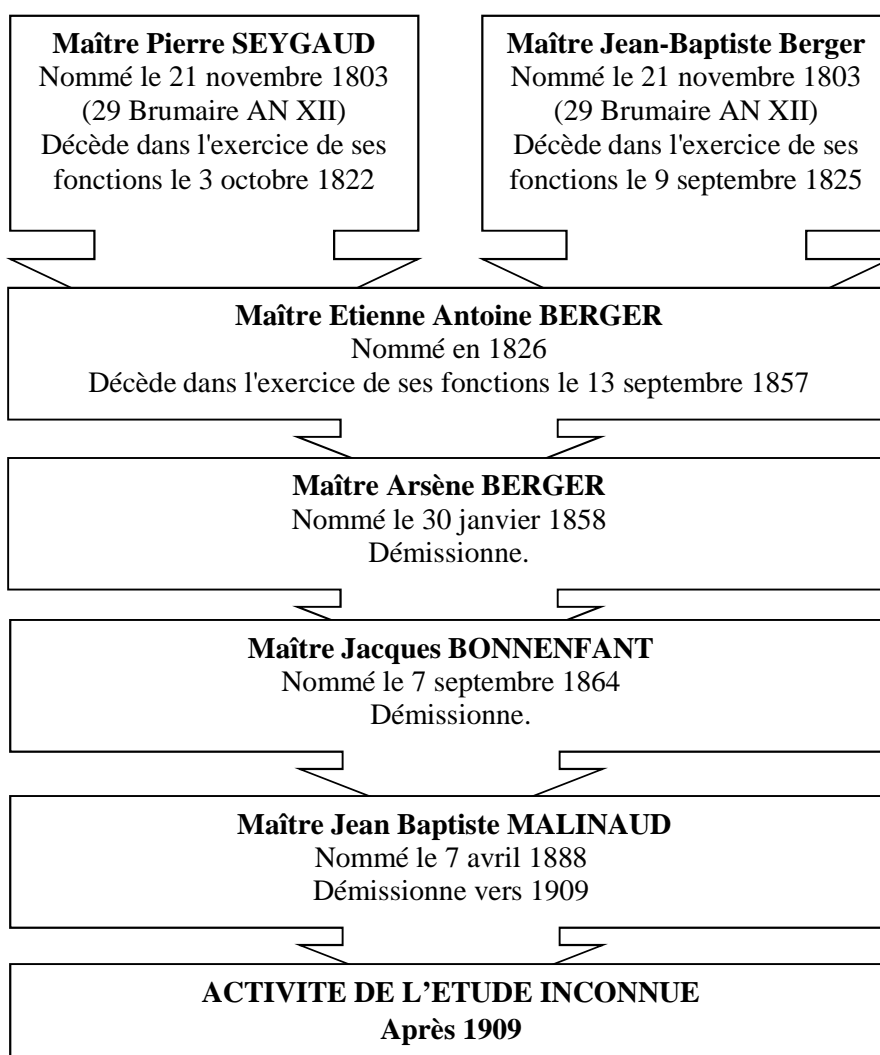 Maître Pierre SEYGAUD
Nommé le 21 novembre 1803
(29 Brumaire AN XII)
Décède dans l'exercice de ses
fonctions le 3 octobre 1822
Maître Jean-Baptiste Berger
Nommé le 21 novembre 1803
(29 Brumaire AN XII)
Décède dans l'exercice de ses
fonctions le 9 septembre 1825
Maître Etienne Antoine BERGER
Nommé en 1826
Décède dans l'exercice de ses fonctions le 13 septembre 1857
Maître Arsène BERGER
Nommé le 30 janvier 1858
Démissionne.
Maître Jacques BONNENFANT
Nommé le 7 septembre 1864
Démissionne.
Maître Jean Baptiste MALINAUD
Nommé le 7 avril 1888
Démissionne vers 1909
ACTIVITE DE L’ETUDE INCONNUE
Après 1909